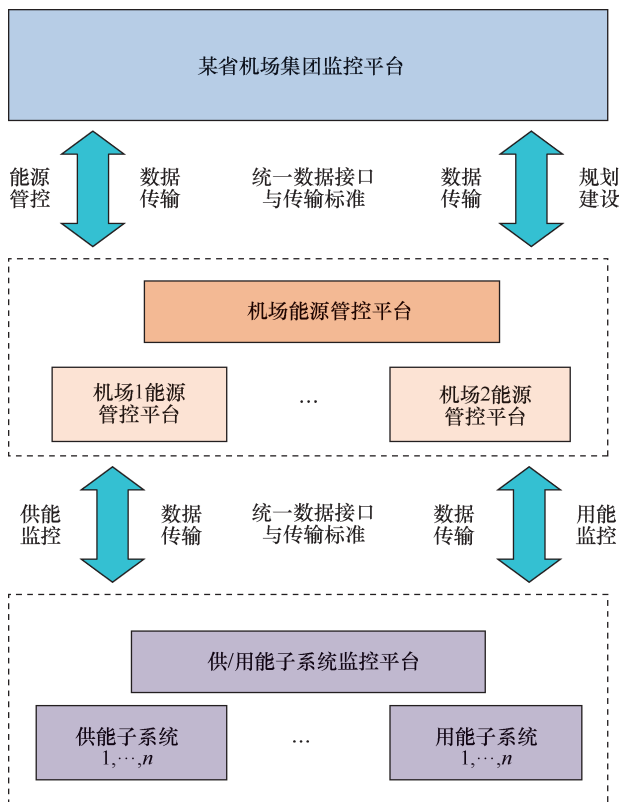 某省机场集团监控平台
能源 数据 统一数据接口 数据 规划
管控 传输 与传输标准 传输 建设
机场能源管控平台
机场1能源 … 机场2能源
管控平台 管控平台
供能 数据 统一数据接口 数据 用能
监控 传输 与传输标准 传输 监控
供/用能子系统监控平台
供能子系统 … 用能子系统
1,…,n 1,…,n